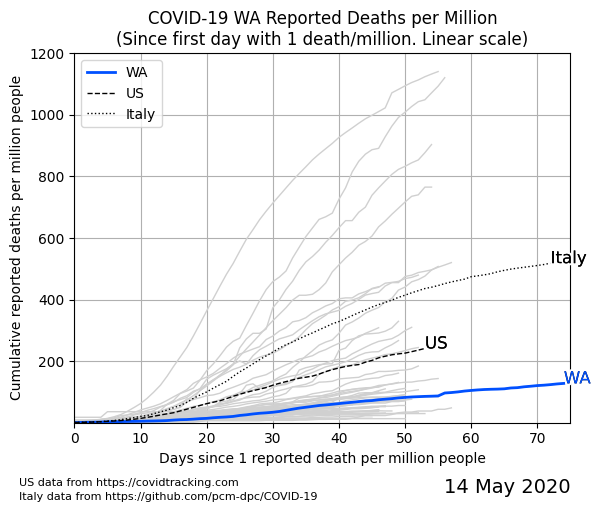 COVID-19 WA Reported Deaths per Million
(Since first day with 1 death/million. Linear scale)
Cumulative reported deaths per million people
1200
1000
800
600
400
200
WA
US
Italy
Italy
US
WA
0 10 20 30 40 50 60 70
Days since 1 reported death per million people
US data from https://covidtracking.com
Italy data from https://github.com/pcm-dpc/COVID-19
14 May 2020